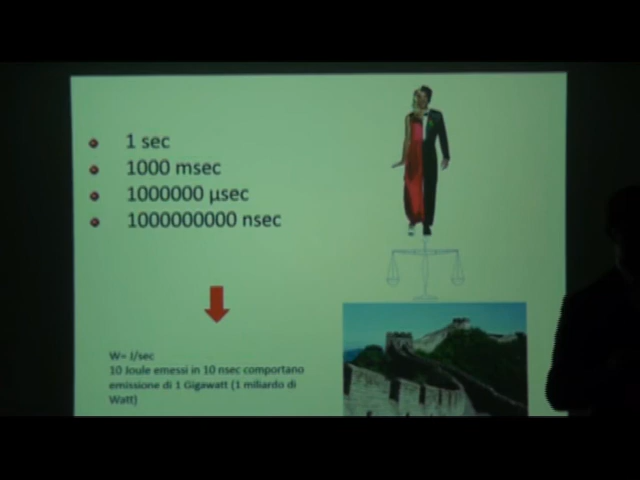 1 sec
1000 msec
1000000 µsec
1000000000 nsec
W= J/sec
10 Joule emessi in 10 nsec comportano
emissione di 1 Gigawatt (1 miliardo di
Watt)